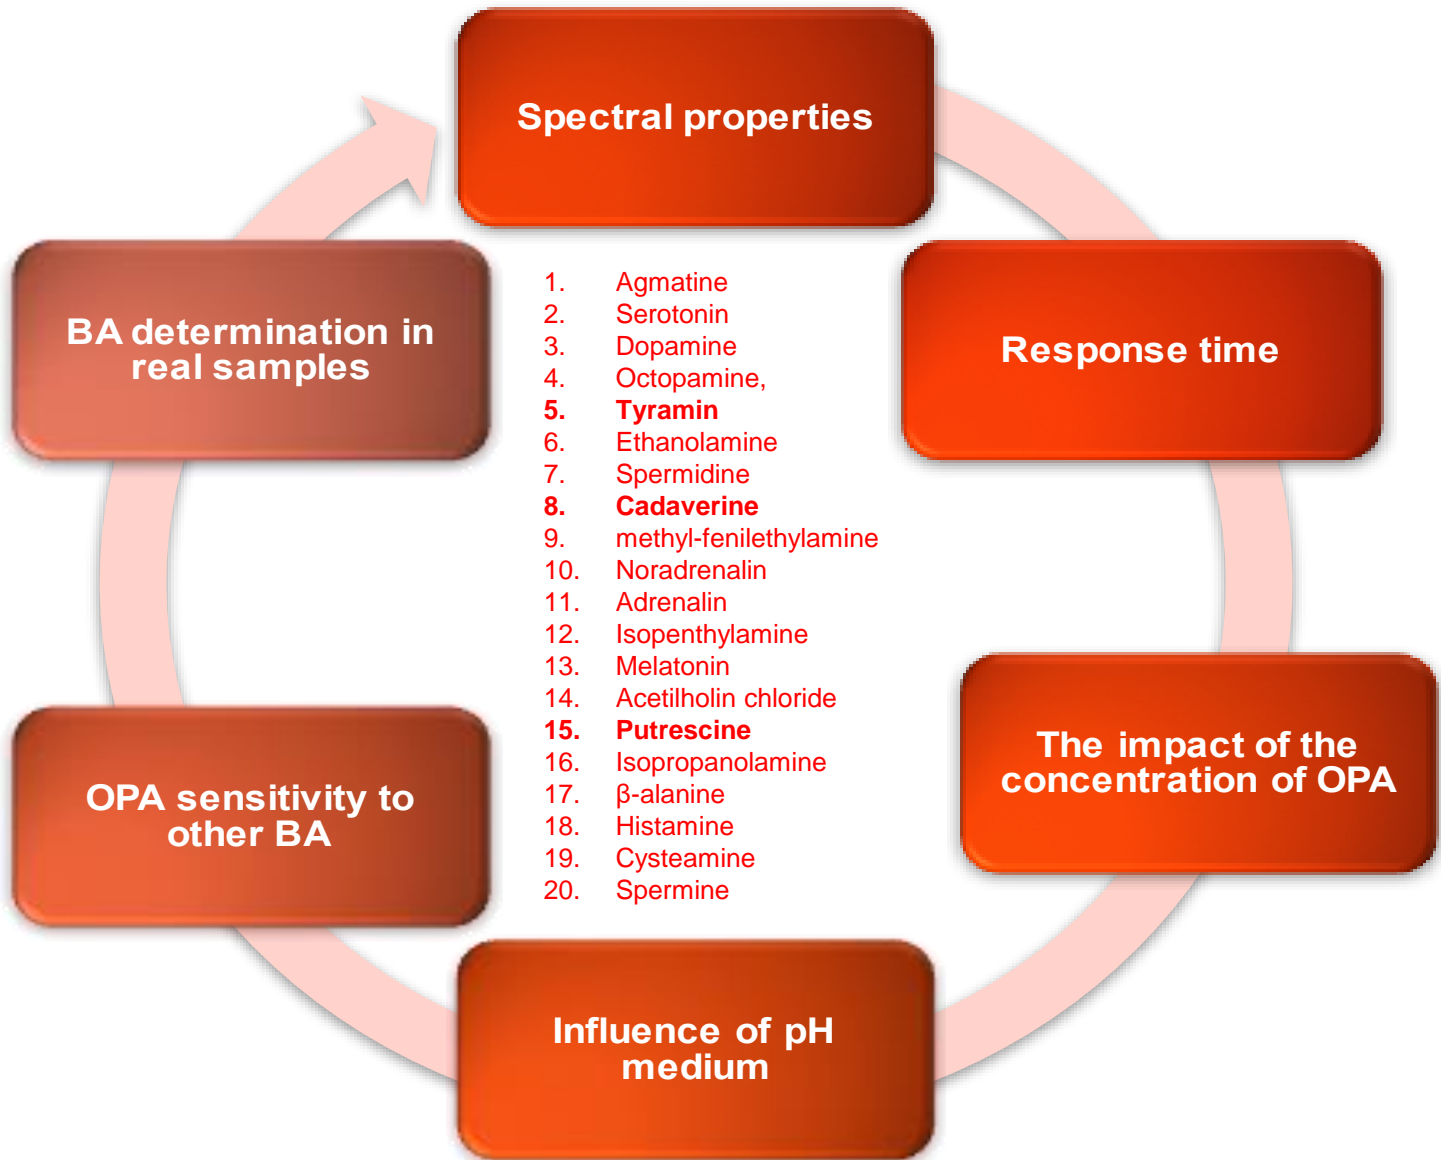 Spectral properties
Response time
The impact of the
concentration of OPA
Influence of pH
medium
OPA sensitivity to
other BA
BA determination in
real samples
1. Agmatine
2. Serotonin
3. Dopamine
4. Octopamine,
5. Tyramin
6. Ethanolamine
7. Spermidine
8. Cadaverine
9. methyl-fenilethylamine
10. Noradrenalin
11. Adrenalin
12. Isopenthylamine
13. Melatonin
14. Acetilholin chloride
15. Putrescine
16. Isopropanolamine
17. β-alanine
18. Histamine
19. Cysteamine
20. Spermine